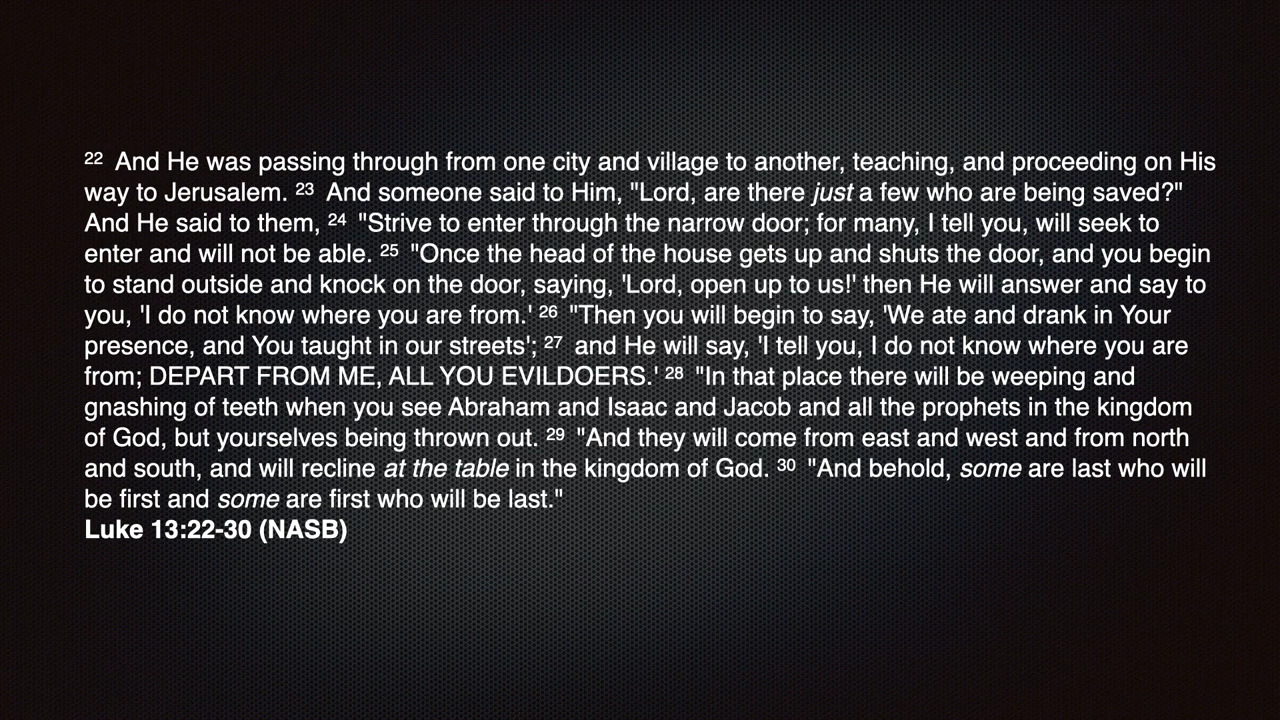 22 And He was passing through from one city and village to another, teaching, and proceeding on His
way to Jerusalem. 23 And someone said to Him, "Lord, are there just a few who are being saved?"
And He said to them, 24 "Strive to enter through the narrow door; for many, I tell you, will seek to
enter and will not be able. 25 "Once the head of the house gets up and shuts the door, and you begin
to stand outside and knock on the door, saying, 'Lord, open up to us!' then He will answer and say to
you, 'I do not know where you are from.' 26 "Then you will begin to say, 'We ate and drank in Your
presence, and You taught in our streets'; 27 and He will say, 'I tell you, I do not know where you are
from; DEPART FROM ME, ALL YOU EVILDOERS.' 28 "In that place there will be weeping and
gnashing of teeth when you see Abraham and Isaac and Jacob and all the prophets in the kingdom
of God, but yourselves being thrown out. 29 "And they will come from east and west and from north
and south, and will recline at the table in the kingdom of God. 30 "And behold, some are last who will
be first and some are first who will be last."
Luke 13:22-30 (NASB)